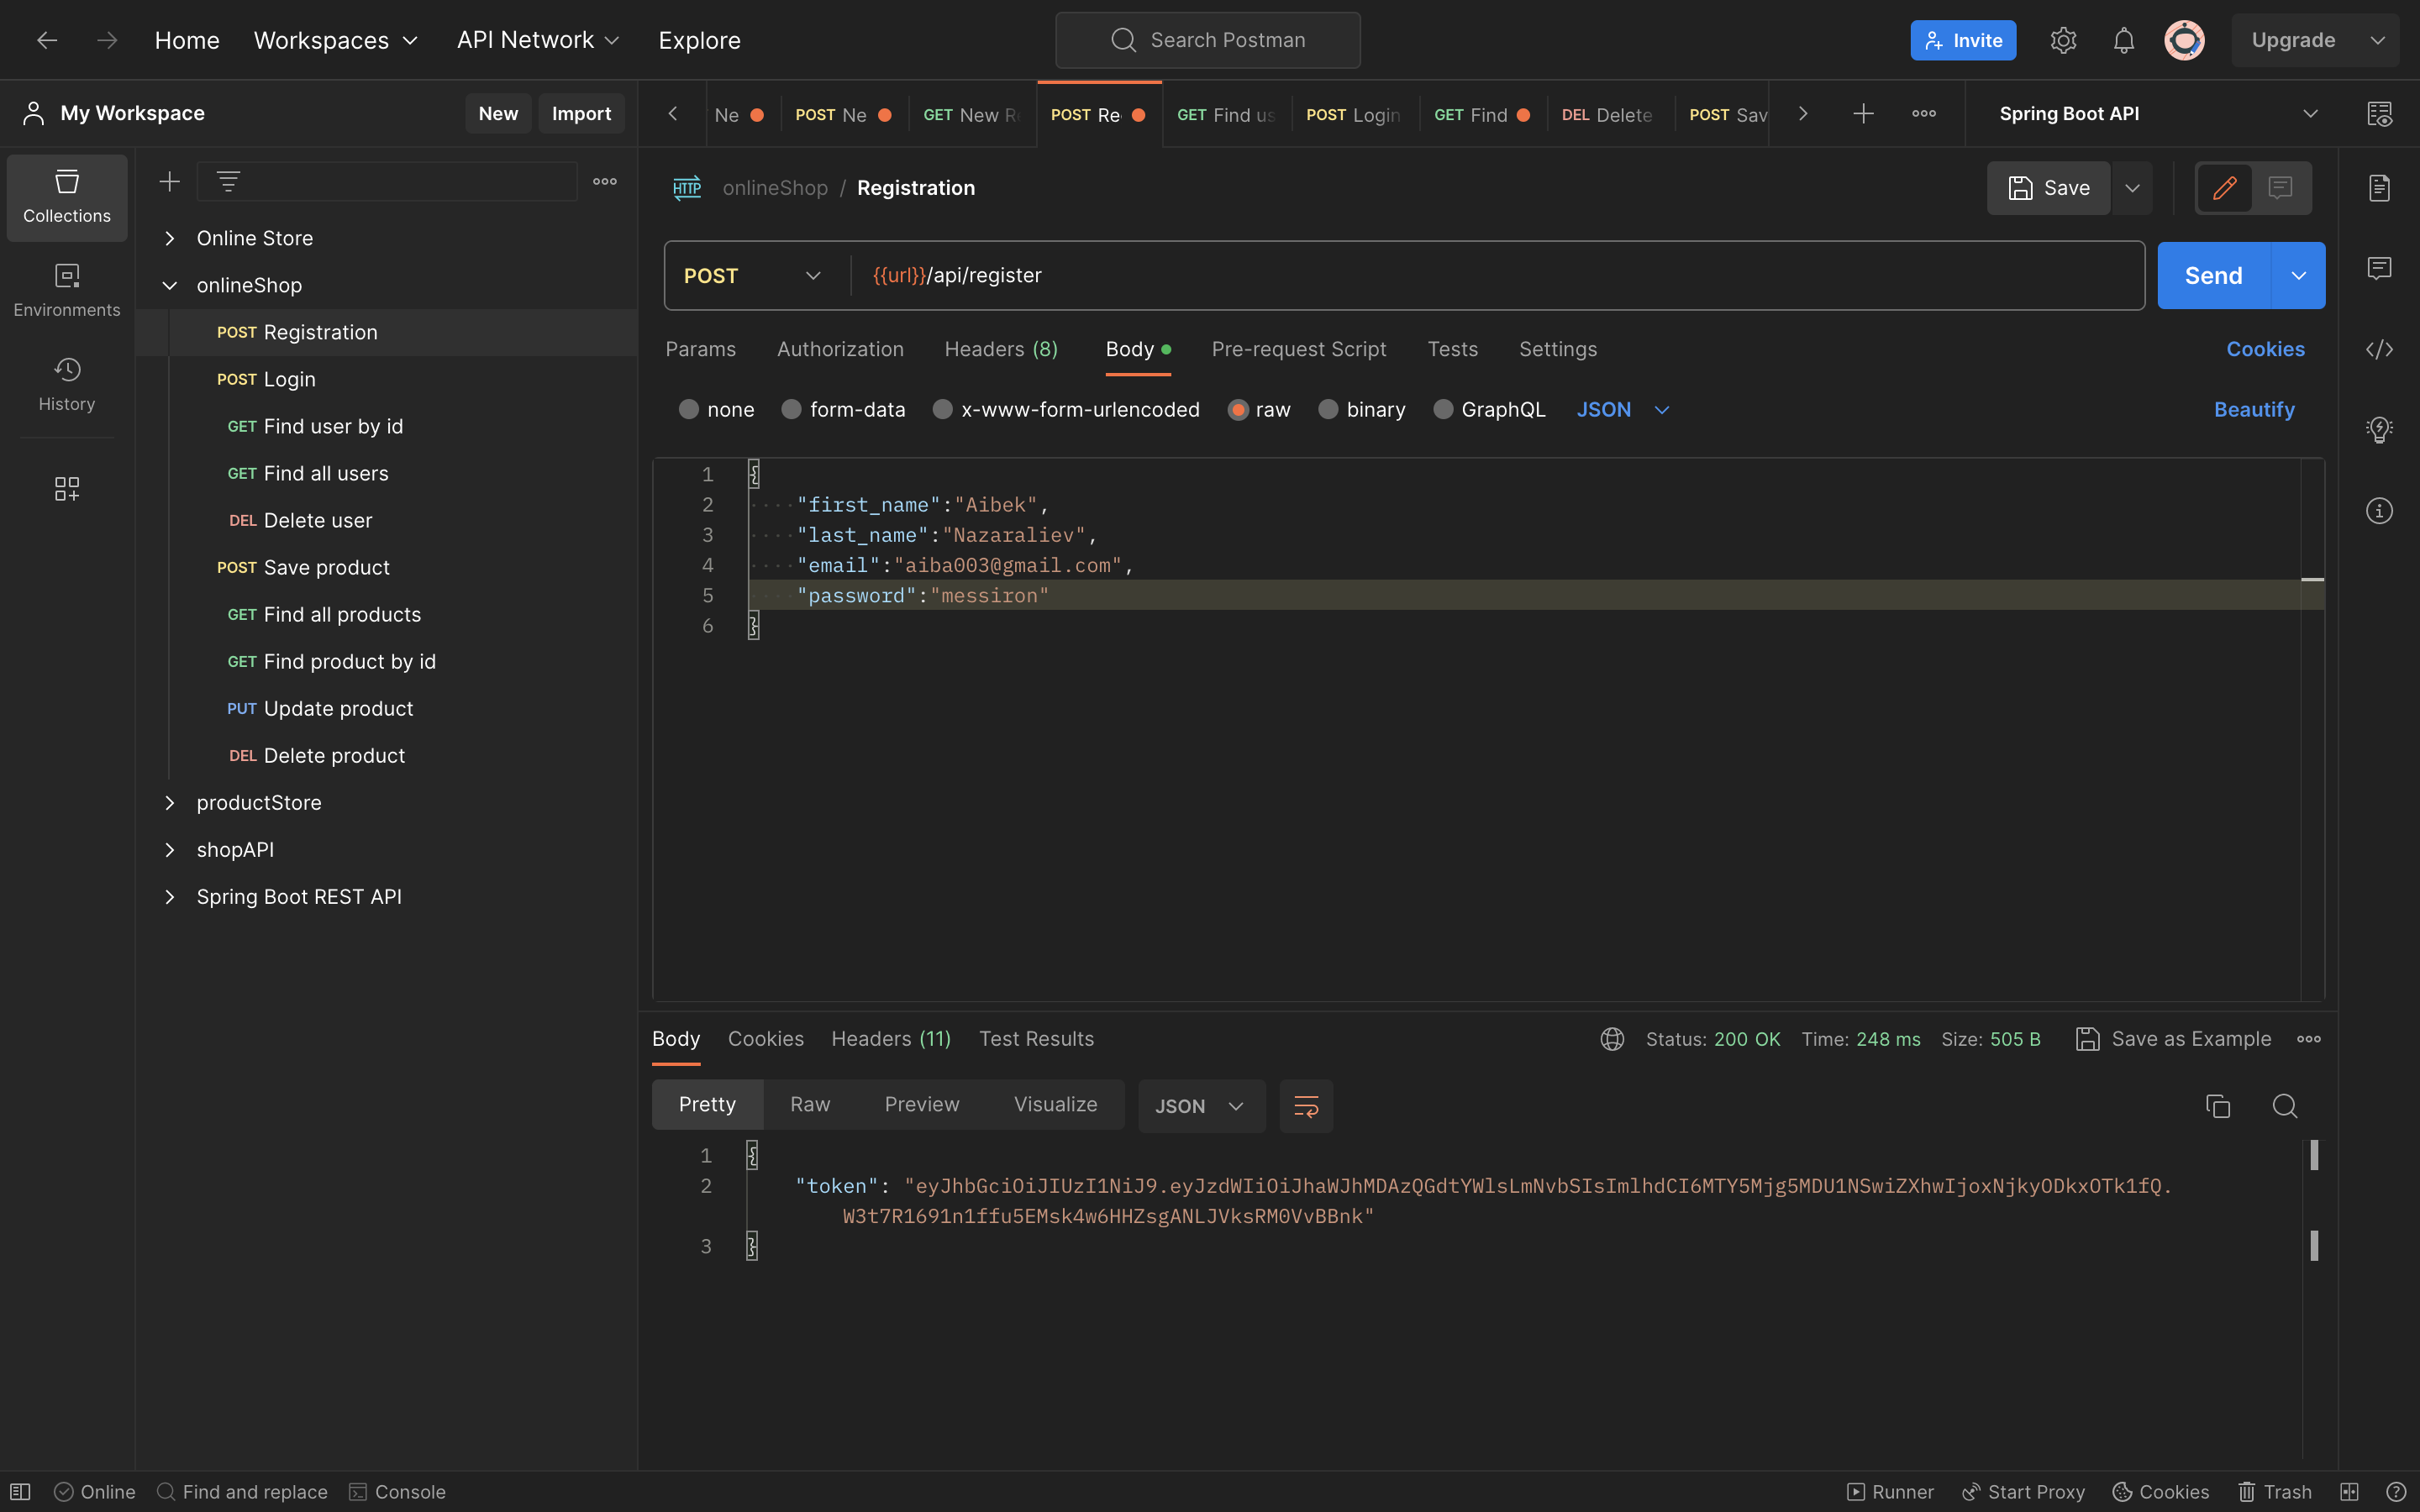 Home Workspaces API Network Explore Search Postman Invite Upgrade
My Workspace New Import
Ne POST Ne GET New Re POST Re GET Find us POST Login GET Find DEL Delete POST Sav Spring Boot API
Collections
Environments
History
Online Store
onlineShop
POST Registration
POST Login
GET Find user by id
GET Find all users
DEL Delete user
POST Save product
GET Find all products
GET Find product by id
PUT Update product
DEL Delete product
productStore
shopAPI
Spring Boot REST API
HTTP onlineShop / Registration Save
POST {{url}}/api/register Send
Params Authorization Headers (8) Body Pre-request Script Tests Settings Cookies
none form-data x-www-form-urlencoded raw binary GraphQL JSON Beautify
1 {
2 "first_name":"Aibek",
3 "last_name":"Nazaraliev",
4 "email":"aiba003@gmail.com",
5 "password":"messiron"
6 }
Body Cookies Headers (11) Test Results Status: 200 OK Time: 248 ms Size: 505 B Save as Example
Pretty Raw Preview Visualize JSON
1 {
2 "token": "eyJhbGciOiJIUzI1NiJ9.eyJzdWIiOiJhaWJhMDAzQGdtYWlsLmNvbSIsImlhdCI6MTY5Mjg5MDU1NSwiZXhwIjoxNjkyODkxOTk1fQ.
W3t7R1691n1ffu5EMsk4w6HHZsgANLJVksRM0VvBBnk"
3 }
Online Find and replace Console Runner Start Proxy Cookies Trash